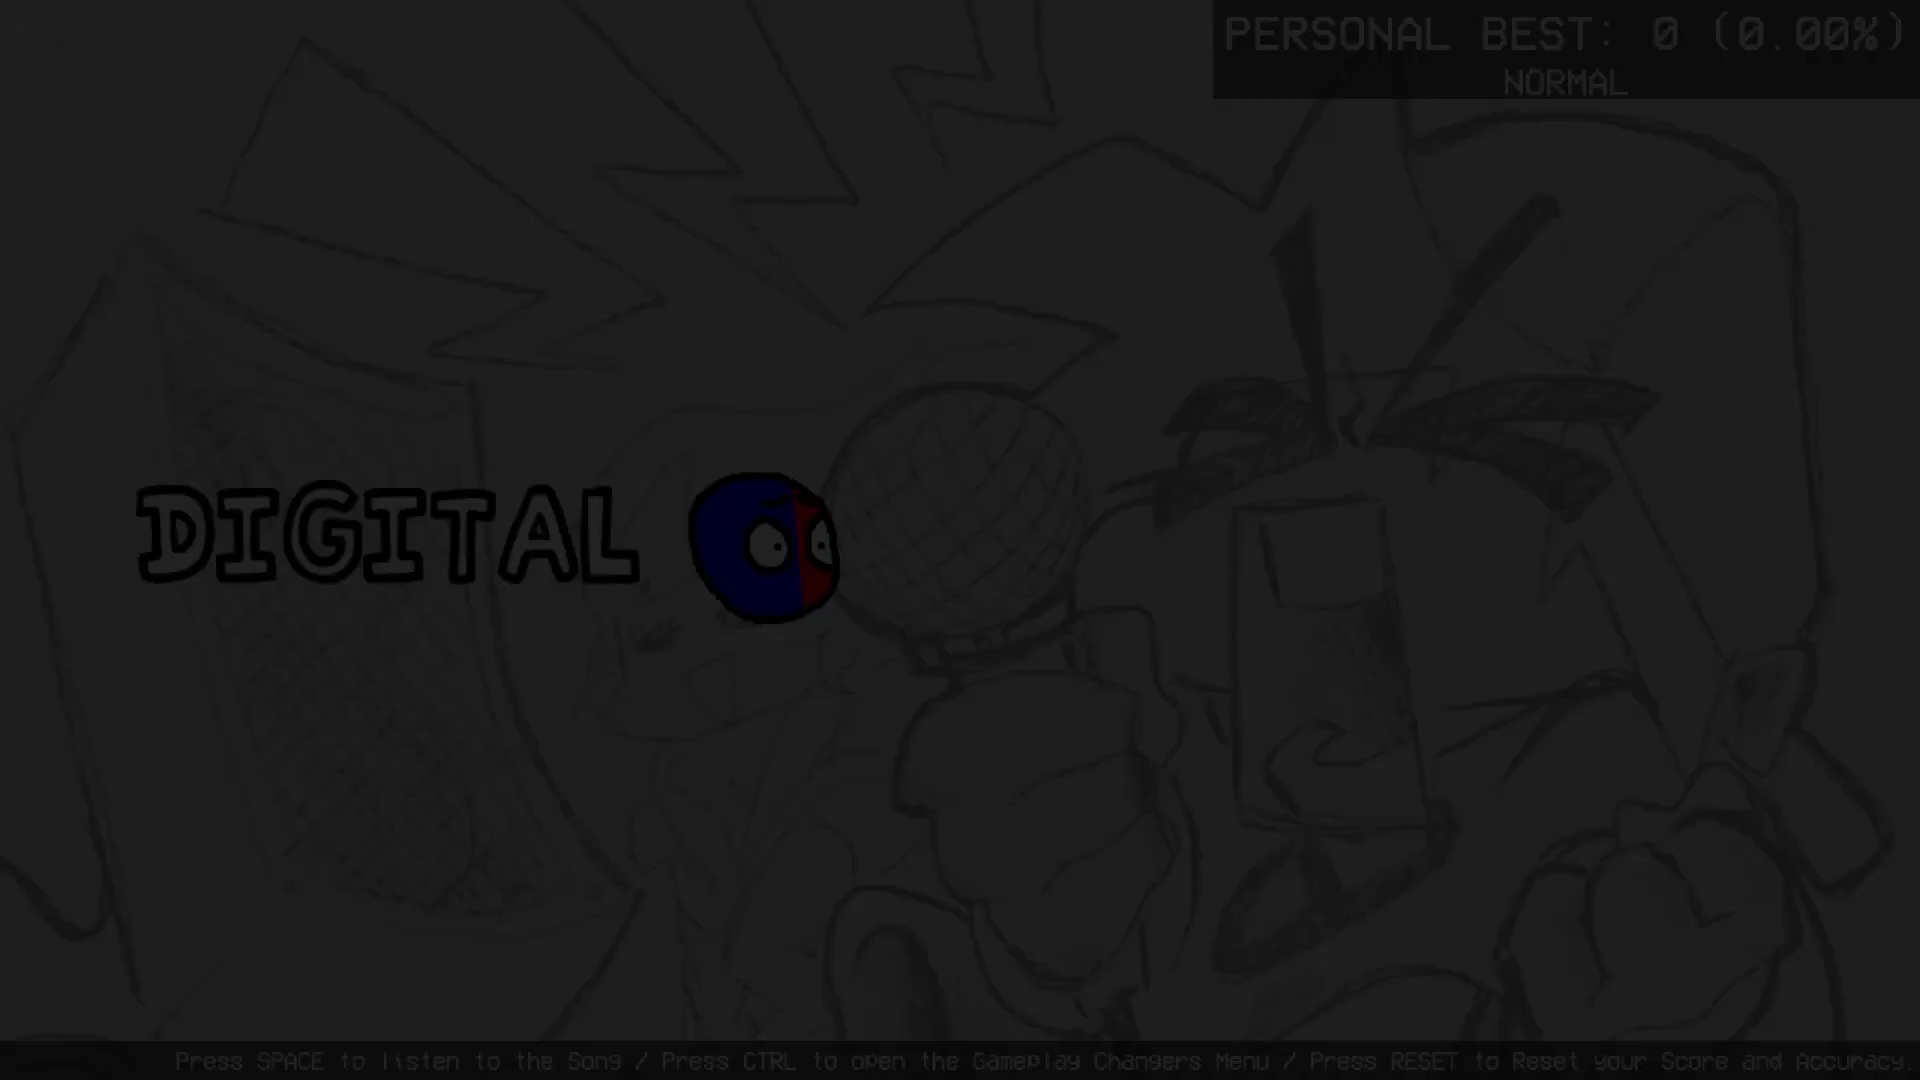 PERSONAL BEST: 0 (0.00%)
NORMAL
DIGITAL
Press SPACE to listen to the Song / Press CTRL to open the Gameplay Changers Menu / Press RESET to Reset your Score and Accuracy.